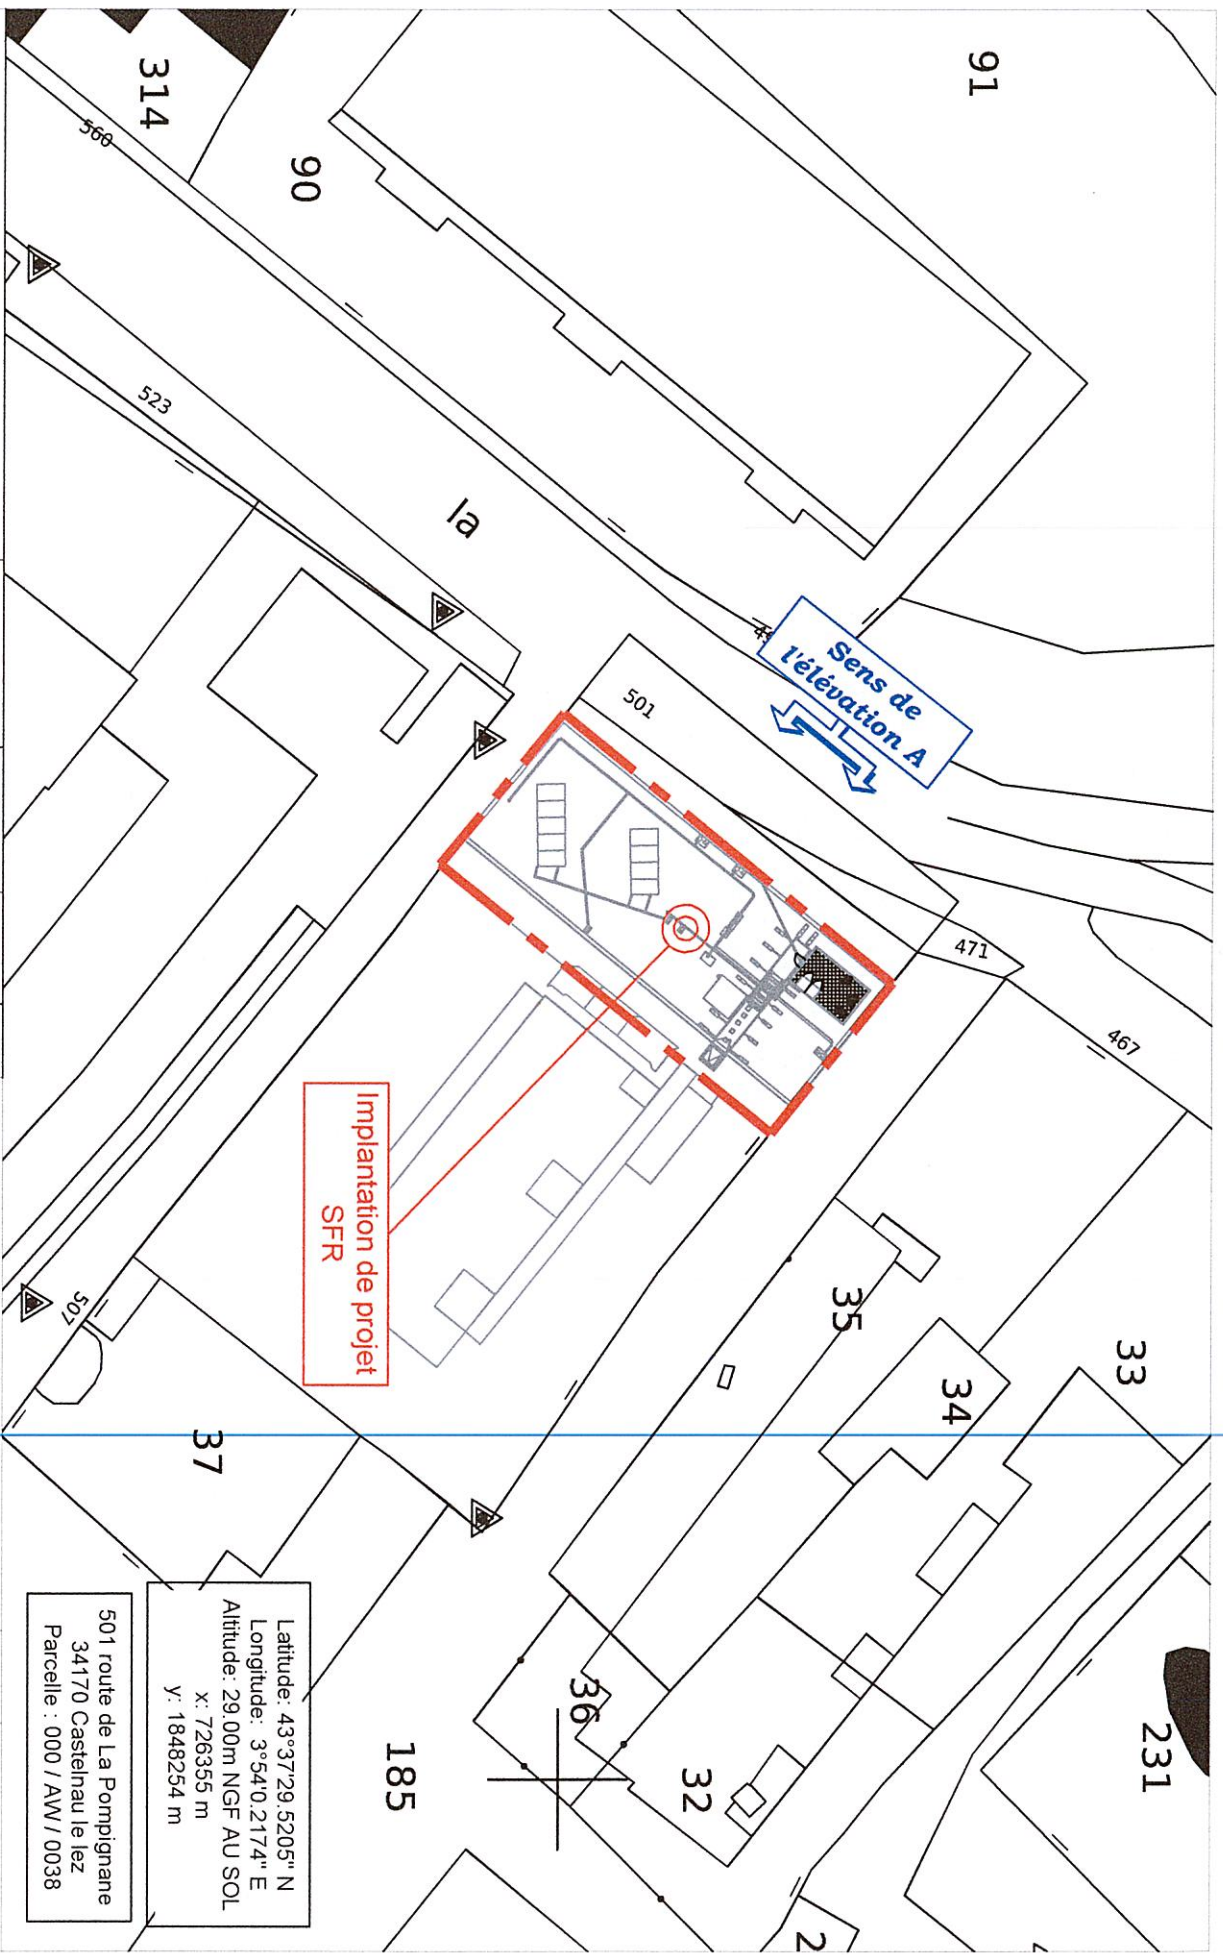 91
314
560
90
523
la
Sens de
l'élévation A
501
471
467
Implantation de projet
SFR
35
34
33
507
37
36
32
231
185
Latitude: 43°37'29.5205" N
Longitude: 3°54'0.2174" E
Altitude: 29.00m NGF AU SOL
x: 726355 m
y: 1848254 m
501 route de La Pompignane
34170 Castelnau le lez
Parcelle : 000 / AW / 0038
2